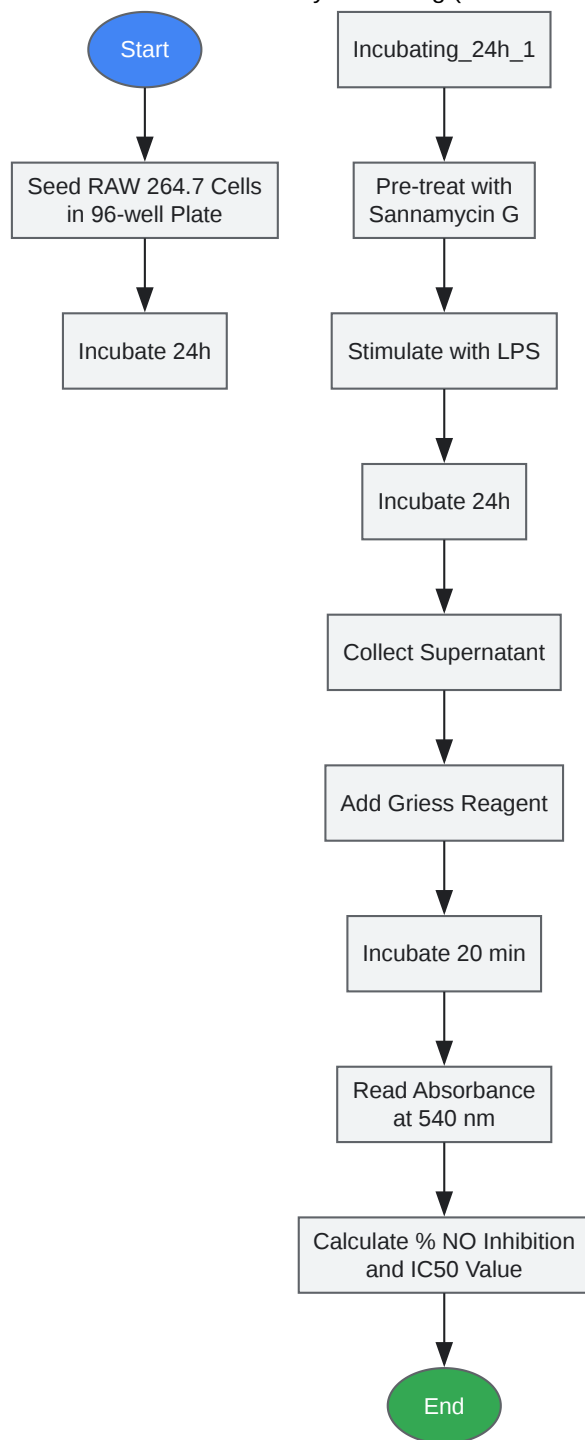 Start
Seed RAW 264.7 Cells
in 96-well Plate
Incubate 24h
Incubating_24h_1
Pre-treat with
Sannamycin G
Stimulate with LPS
Incubate 24h
Collect Supernatant
Add Griess Reagent
Incubate 20 min
Read Absorbance
at 540 nm
Calculate % NO Inhibition
and IC50 Value
End